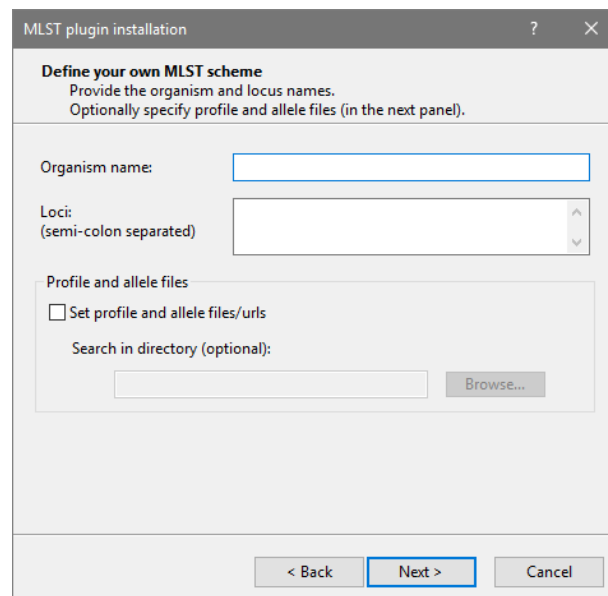 MLST plugin installation ? ×
Define your own MLST scheme
Provide the organism and locus names.
Optionally specify profile and allele files (in the next panel).
Organism name:
Loci:
(semi-colon separated)
Profile and allele files
Set profile and allele files/urls
Search in directory (optional):
Browse...
< Back Next > Cancel